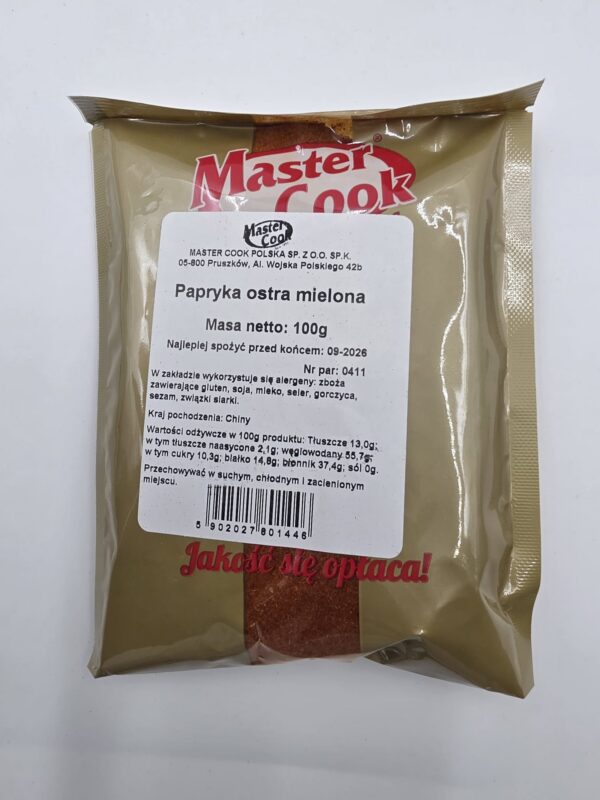 Master
Cook
Master
Cook
MASTER COOK POLSKA SP. Z O.O. SP.K.
05-800 Pruszków, Al. Wojska Polskiego 42b
Papryka ostra mielona
Masa netto: 100g
Najlepiej spożyć przed końcem: 09-2026
Nr par: 0411
W zakładzie wykorzystuje się alergeny: zboża
zawierające gluten, soja, mleko, seler, gorczyca,
sezam, związki siarki.
Kraj pochodzenia: Chiny
Wartości odżywcze w 100g produktu: Tłuszcze 13,0g;
w tym tłuszcze naasycone 2,1g; węglowodany 55,7g;
w tym cukry 10,3g; białko 14,8g; błonnik 37,4g; sól 0g.
Przechowywać w suchym, chłodnym i zacienionym
miejscu.
5 902027 801446
Jakość się opłaca!